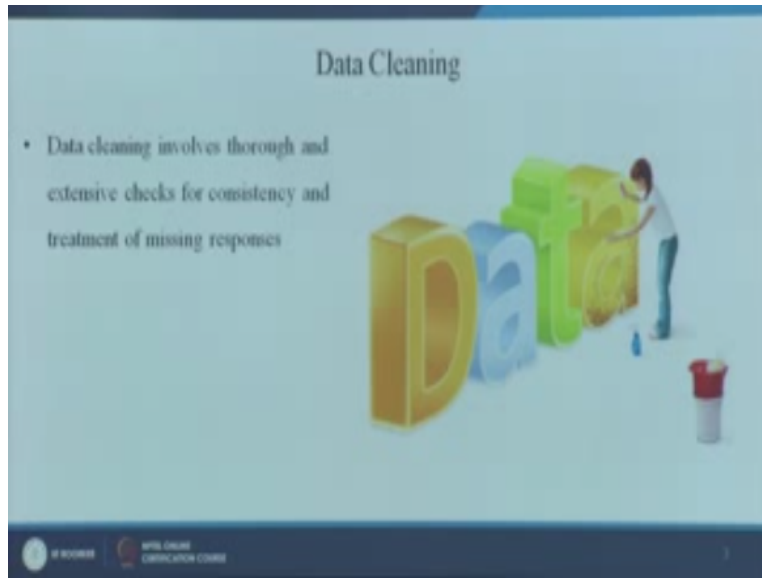 Data Cleaning
• Data cleaning involves thorough and
extensive checks for consistency and
treatment of missing responses
Data
IIT ROORKEE
NPTEL ONLINE
CERTIFICATION COURSE